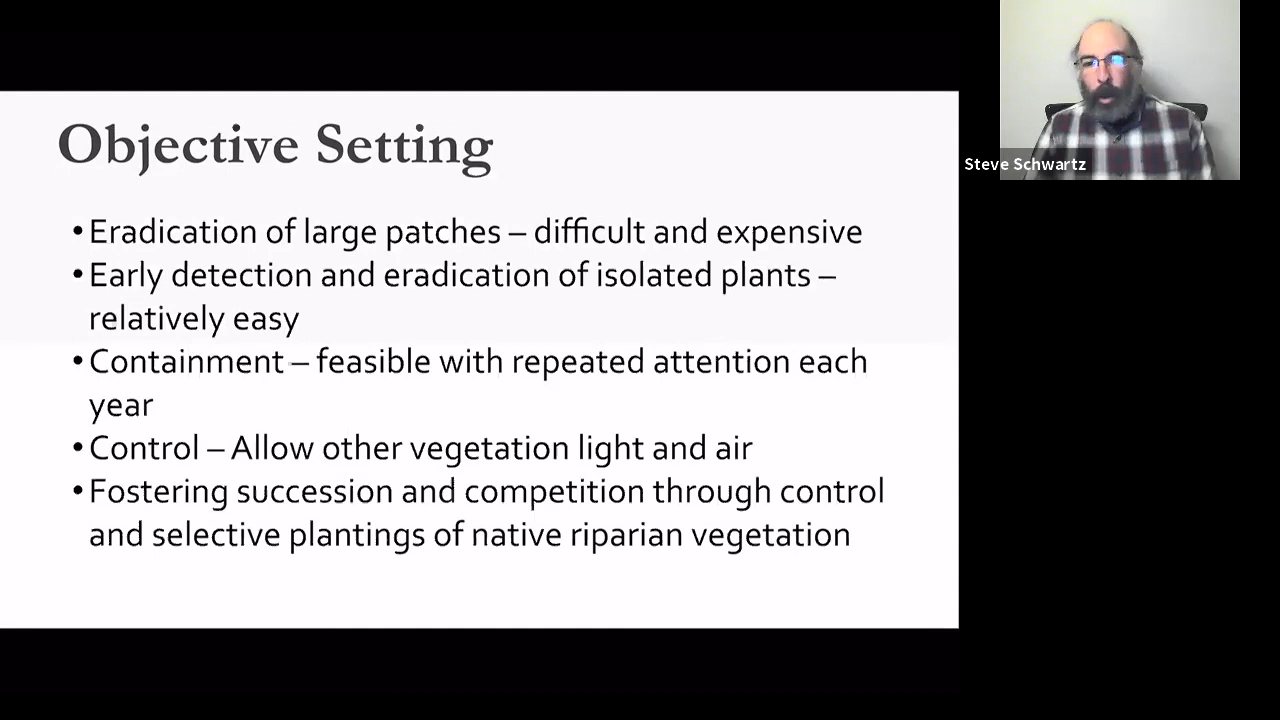 Objective Setting
• Eradication of large patches – difficult and expensive
• Early detection and eradication of isolated plants –
relatively easy
• Containment – feasible with repeated attention each
year
• Control – Allow other vegetation light and air
• Fostering succession and competition through control
and selective plantings of native riparian vegetation
Steve Schwartz